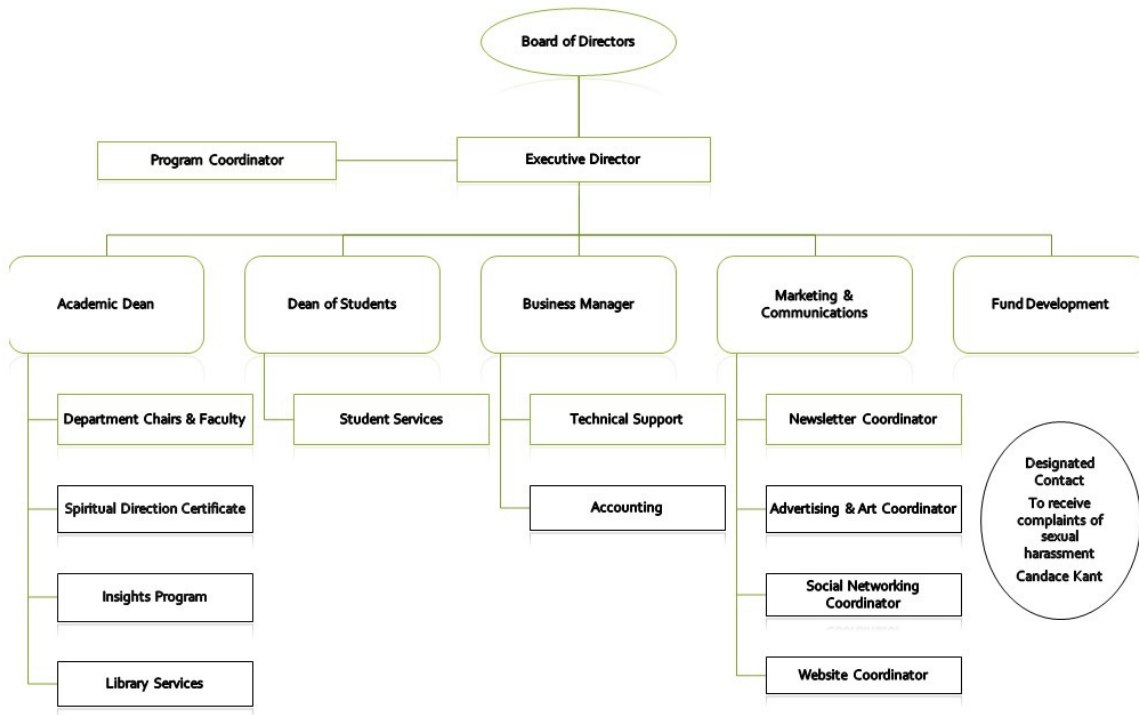 Board of Directors
Program Coordinator
Executive Director
Academic Dean
Dean of Students
Business Manager
Marketing &
Communications
Fund Development
Department Chairs & Faculty
Student Services
Technical Support
Newsletter Coordinator
Spiritual Direction Certificate
Accounting
Advertising & Art Coordinator
Insights Program
Social Networking
Coordinator
Library Services
Website Coordinator
Designated
Contact
To receive
complaints of
sexual
harassment
Candace Kant